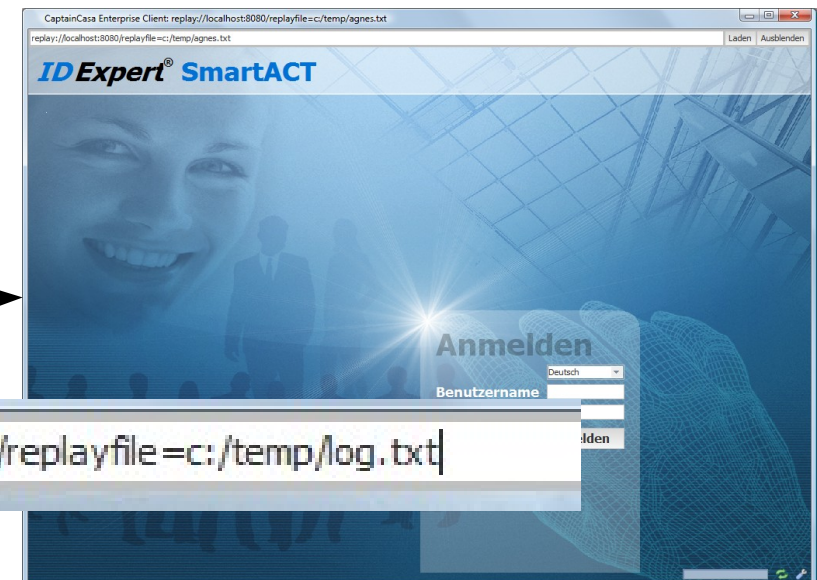 CaptainCasa Enterprise Client: replay://localhost:8080/replayfile=c:/temp/agnes.txt
replay://localhost:8080/replayfile=c:/temp/agnes.txt
Laden Ausblenden
ID Expert® SmartACT
Anmelden
Deutsch
Benutzername
/replayfile=c:/temp/log.txt
lden